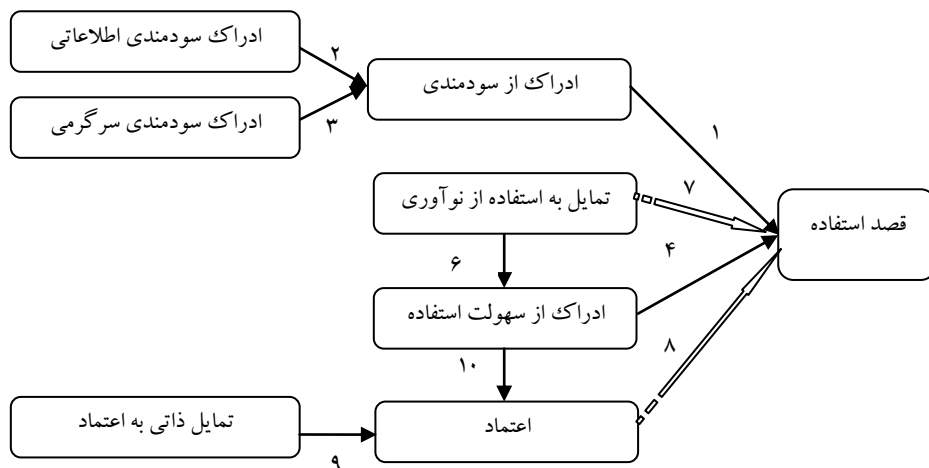 ادراک سودمندی اطلاعاتی
۲
ادراک از سودمندی
ادراک سودمندی سرگرمی
۳
۱
تمایل به استفاده از نوآوری
۷
قصد استفاده
۶
۴
ادراک از سهولت استفاده
۱۰
۸
تمایل ذاتی به اعتماد
اعتماد
۹